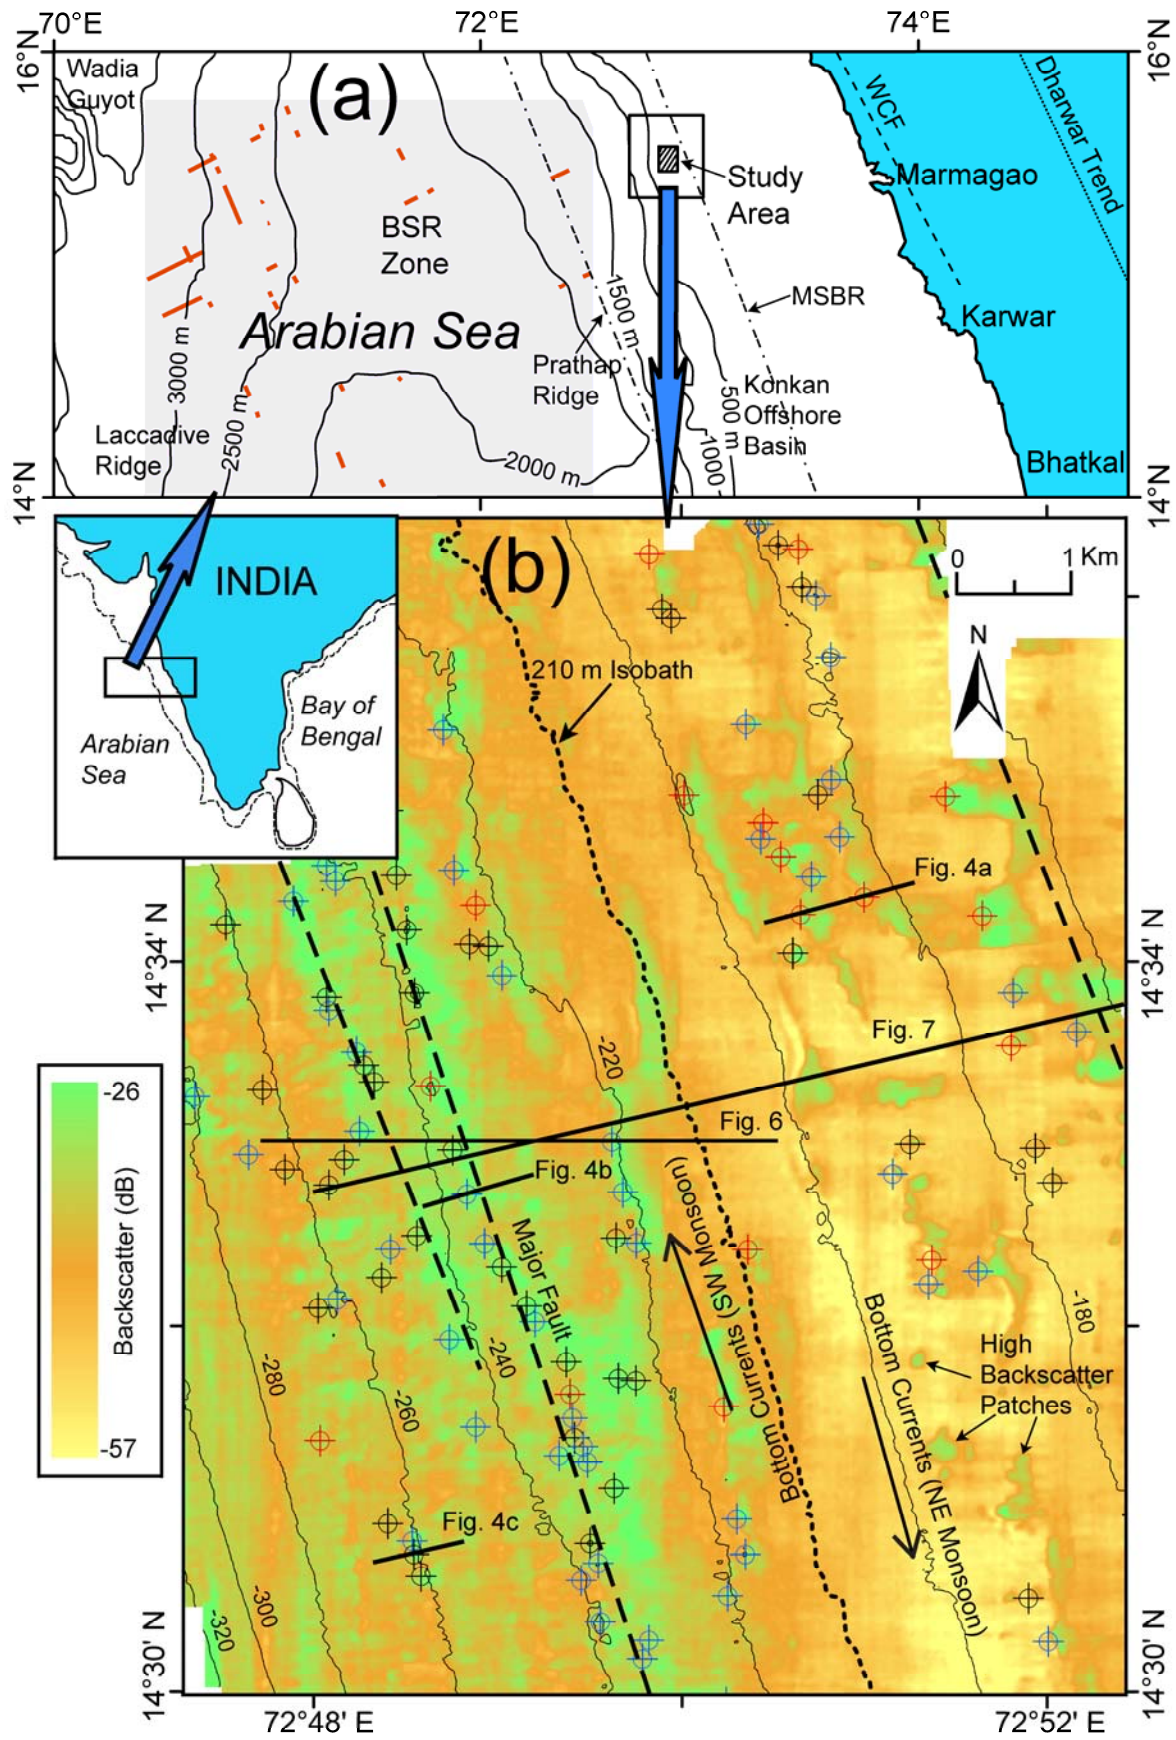 70°E
72°E
74°E
16°N
16°N
Wadia
Guyot
(a)
WCF
Dharwar Trend
Marmagao
Study
Area
BSR
Zone
MSBR
Karwar
Arabian Sea
1500 m
3000 m
Prathap
Ridge
Konkan
Offshore
Basin
500 m
2500 m
Laccadive
Ridge
2000 m
1000
Bhatkal
14°N
14°N
INDIA
Bay of
Bengal
Arabian
Sea
(b)
0
1 Km
N
210 m Isobath
Fig. 4a
14°34' N
14°34' N
Fig. 7
-220
Fig. 6
Fig. 4b
-26
Backscatter (dB)
-57
Major Fault
Bottom Currents (SW Monsoon)
Bottom Currents (NE Monsoon)
-180
High
Backscatter
Patches
-240
-280
-260
Fig. 4c
-300
-320
14°30' N
14°30' N
72°48' E
72°52' E